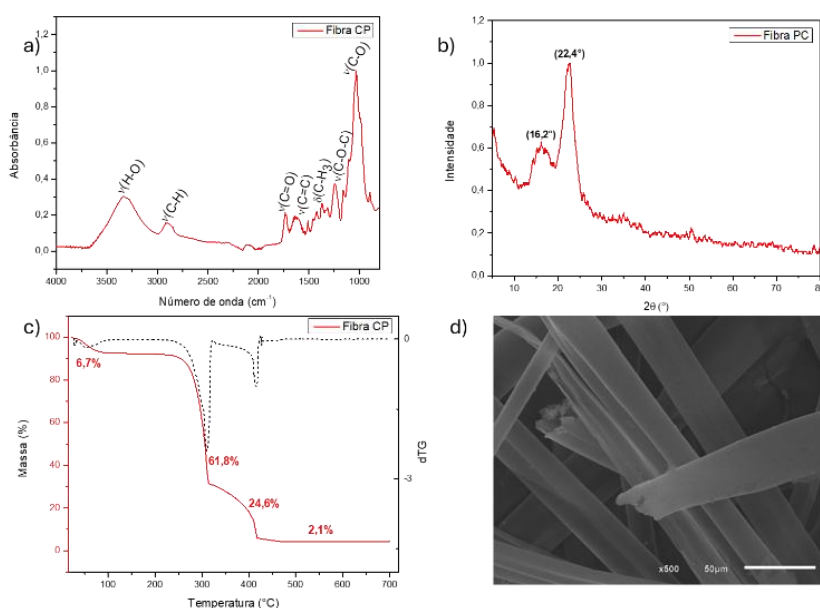 a)
Fibra CP
Absorbância
1,2
1,0
0,8
0,6
0,4
0,2
0,0
ν(H-O)
ν(C-H)
ν(C=O)
ν(C=C)
δ(C-H3)
ν(C-O-C)
ν(C-O)
4000 3500 3000 2500 2000 1500 1000
Número de onda (cm-1)
b)
Fibra PC
Intensidade
1,2
1,0
0,8
0,6
0,4
0,2
0,0
(16,2°)
(22,4°)
10 20 30 40 50 60 70 80
2θ (°)
c)
Fibra CP
Massa (%)
100
80
60
40
20
0
6,7%
61,8%
24,6%
2,1%
0
-3
dTG
100 200 300 400 500 600 700
Temperatura (°C)
d)
x500 50µm